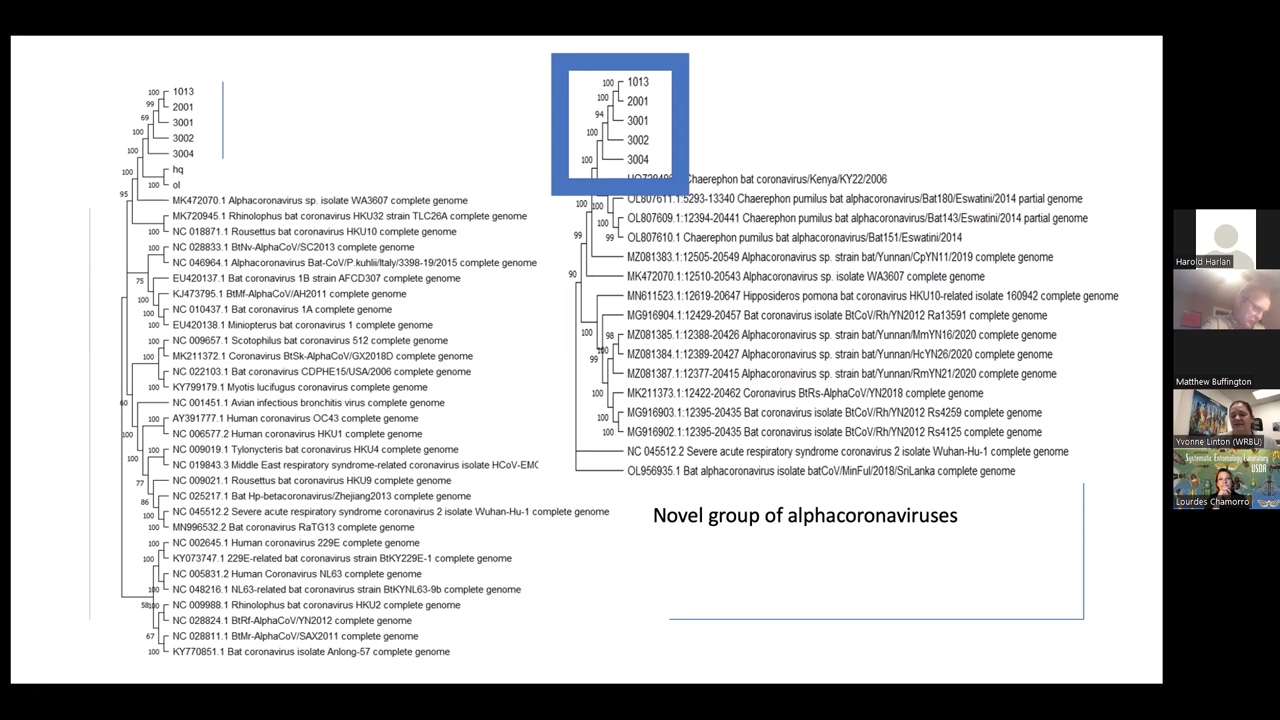 100 1013
99 2001
69 3001
100 3002
100 3004
100 hq
100 ol
95 MK472070.1 Alphacoronavirus sp. isolate WA3607 complete genome
MK720945.1 Rhinolophus bat coronavirus HKU32 strain TLC26A complete genome
100 NC 018871.1 Rousettus bat coronavirus HKU10 complete genome
NC 028833.1 BtNv-AlphaCoV/SC2013 complete genome
100 NC 046964.1 Alphacoronavirus Bat-CoV/P.kuhlii/Italy/3398-19/2015 complete genome
75 EU420137.1 Bat coronavirus 1B strain AFCD307 complete genome
100 KJ473795.1 BtMf-AlphaCoV/AH2011 complete genome
100 NC 010437.1 Bat coronavirus 1A complete genome
100 EU420138.1 Miniopterus bat coronavirus 1 complete genome
NC 009657.1 Scotophilus bat coronavirus 512 complete genome
100 MK211372.1 Coronavirus BtSk-AlphaCoV/GX2018D complete genome
100 NC 022103.1 Bat coronavirus CDPHE15/USA/2006 complete genome
100 KY799179.1 Myotis lucifugus coronavirus complete genome
60 NC 001451.1 Avian infectious bronchitis virus complete genome
AY391777.1 Human coronavirus OC43 complete genome
100 100 NC 006577.2 Human coronavirus HKU1 complete genome
NC 009019.1 Tylonycteris bat coronavirus HKU4 complete genome
100 100 NC 019843.3 Middle East respiratory syndrome-related coronavirus isolate HCoV-EMC
77 NC 009021.1 Rousettus bat coronavirus HKU9 complete genome
86 NC 025217.1 Bat Hp-betacoronavirus/Zhejiang2013 complete genome
NC 045512.2 Severe acute respiratory syndrome coronavirus 2 isolate Wuhan-Hu-1 complete genome
100 MN996532.2 Bat coronavirus RaTG13 complete genome
NC 002645.1 Human coronavirus 229E complete genome
100 KY073747.1 229E-related bat coronavirus strain BtKY229E-1 complete genome
NC 005831.2 Human Coronavirus NL63 complete genome
100 NC 048216.1 NL63-related bat coronavirus strain BtKYNL63-9b complete genome
58 100 NC 009988.1 Rhinolophus bat coronavirus HKU2 complete genome
100 NC 028824.1 BtRf-AlphaCoV/YN2012 complete genome
67 NC 028811.1 BtMr-AlphaCoV/SAX2011 complete genome
100 KY770851.1 Bat coronavirus isolate Anlong-57 complete genome
100 1013
100 2001
94 3001
100 3002
100 3004
Chaerephon bat coronavirus/Kenya/KY22/2006
100 100 OL807611.1:5293-13340 Chaerephon pumilus bat alphacoronavirus/Bat180/Eswatini/2014 partial genome
100 OL807609.1:12394-20441 Chaerephon pumilus bat alphacoronavirus/Bat143/Eswatini/2014 partial genome
99 99 OL807610.1 Chaerephon pumilus bat alphacoronavirus/Bat151/Eswatini/2014
MZ081383.1:12505-20549 Alphacoronavirus sp. strain bat/Yunnan/CpYN11/2019 complete genome
90 MK472070.1:12510-20543 Alphacoronavirus sp. isolate WA3607 complete genome
MN611523.1:12619-20647 Hipposideros pomona bat coronavirus HKU10-related isolate 160942 complete genome
100 MG916904.1:12429-20457 Bat coronavirus isolate BtCoV/Rh/YN2012 Ra13591 complete genome
98 MZ081385.1:12388-20426 Alphacoronavirus sp. strain bat/Yunnan/MmYN16/2020 complete genome
100 99 MZ081384.1:12389-20427 Alphacoronavirus sp. strain bat/Yunnan/HcYN26/2020 complete genome
MZ081387.1:12377-20415 Alphacoronavirus sp. strain bat/Yunnan/RmYN21/2020 complete genome
100 MK211373.1:12422-20462 Coronavirus BtRs-AlphaCoV/YN2018 complete genome
100 MG916903.1:12395-20435 Bat coronavirus isolate BtCoV/Rh/YN2012 Rs4259 complete genome
100 MG916902.1:12395-20435 Bat coronavirus isolate BtCoV/Rh/YN2012 Rs4125 complete genome
NC 045512.2 Severe acute respiratory syndrome coronavirus 2 isolate Wuhan-Hu-1 complete genome
OL956935.1 Bat alphacoronavirus isolate batCoV/MinFul/2018/SriLanka complete genome
Novel group of alphacoronaviruses
Harold Harlan
Matthew Buffington
Yvonne Linton (WRBU)
Systematic Entomology Laboratory
USDA
Lourdes Chamorro